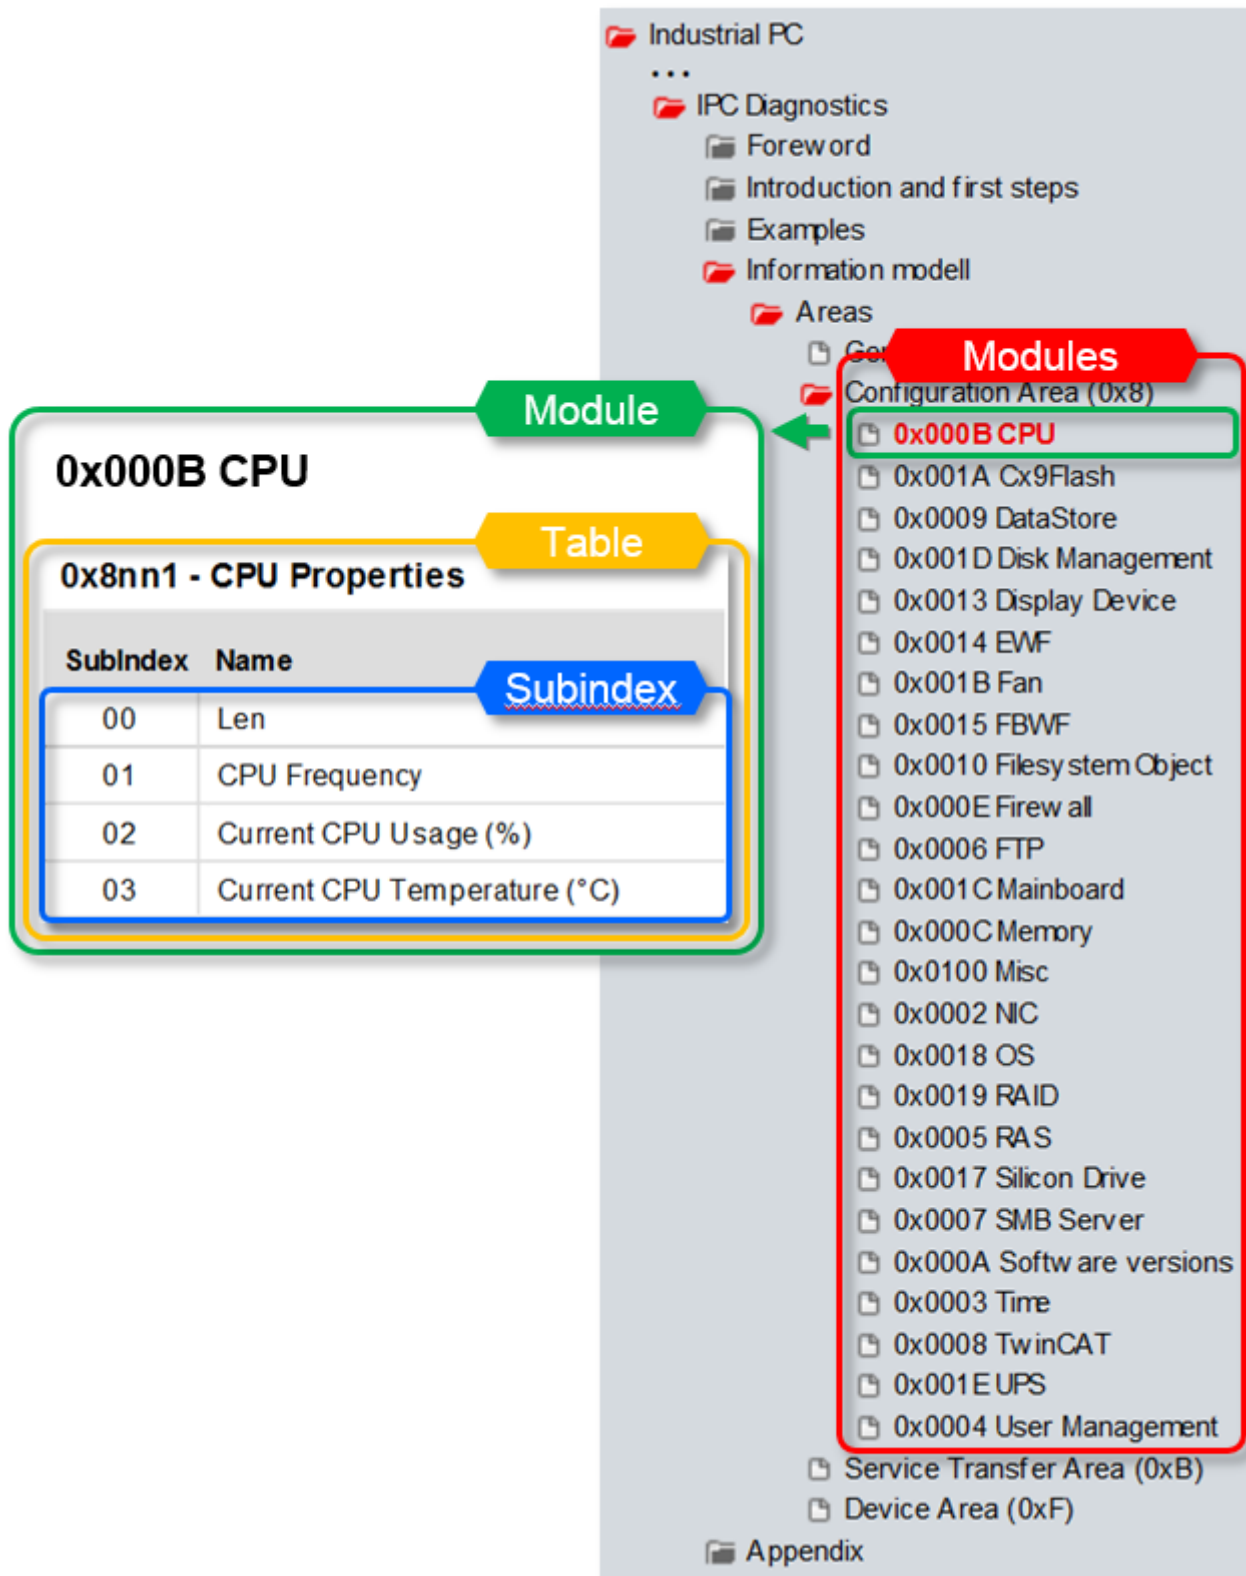 Industrial PC
...
IPC Diagnostics
Foreword
Introduction and first steps
Examples
Information modell
Areas
Modules
Configuration Area (0x8)
0x000B CPU
0x001A Cx9Flash
0x0009 DataStore
0x001D Disk Management
0x0013 Display Device
0x0014 EWF
0x001B Fan
0x0015 FBWF
0x0010 Filesystem Object
0x000E Firewall
0x0006 FTP
0x001C Mainboard
0x000C Memory
0x0100 Misc
0x0002 NIC
0x0018 OS
0x0019 RAID
0x0005 RAS
0x0017 Silicon Drive
0x0007 SMB Server
0x000A Software versions
0x0003 Time
0x0008 TwinCAT
0x001E UPS
0x0004 User Management
Service Transfer Area (0xB)
Device Area (0xF)
Appendix
Module
0x000B CPU
Table
0x8nn1 - CPU Properties
SubIndex Name
Subindex
00 Len
01 CPU Frequency
02 Current CPU Usage (%)
03 Current CPU Temperature (°C)